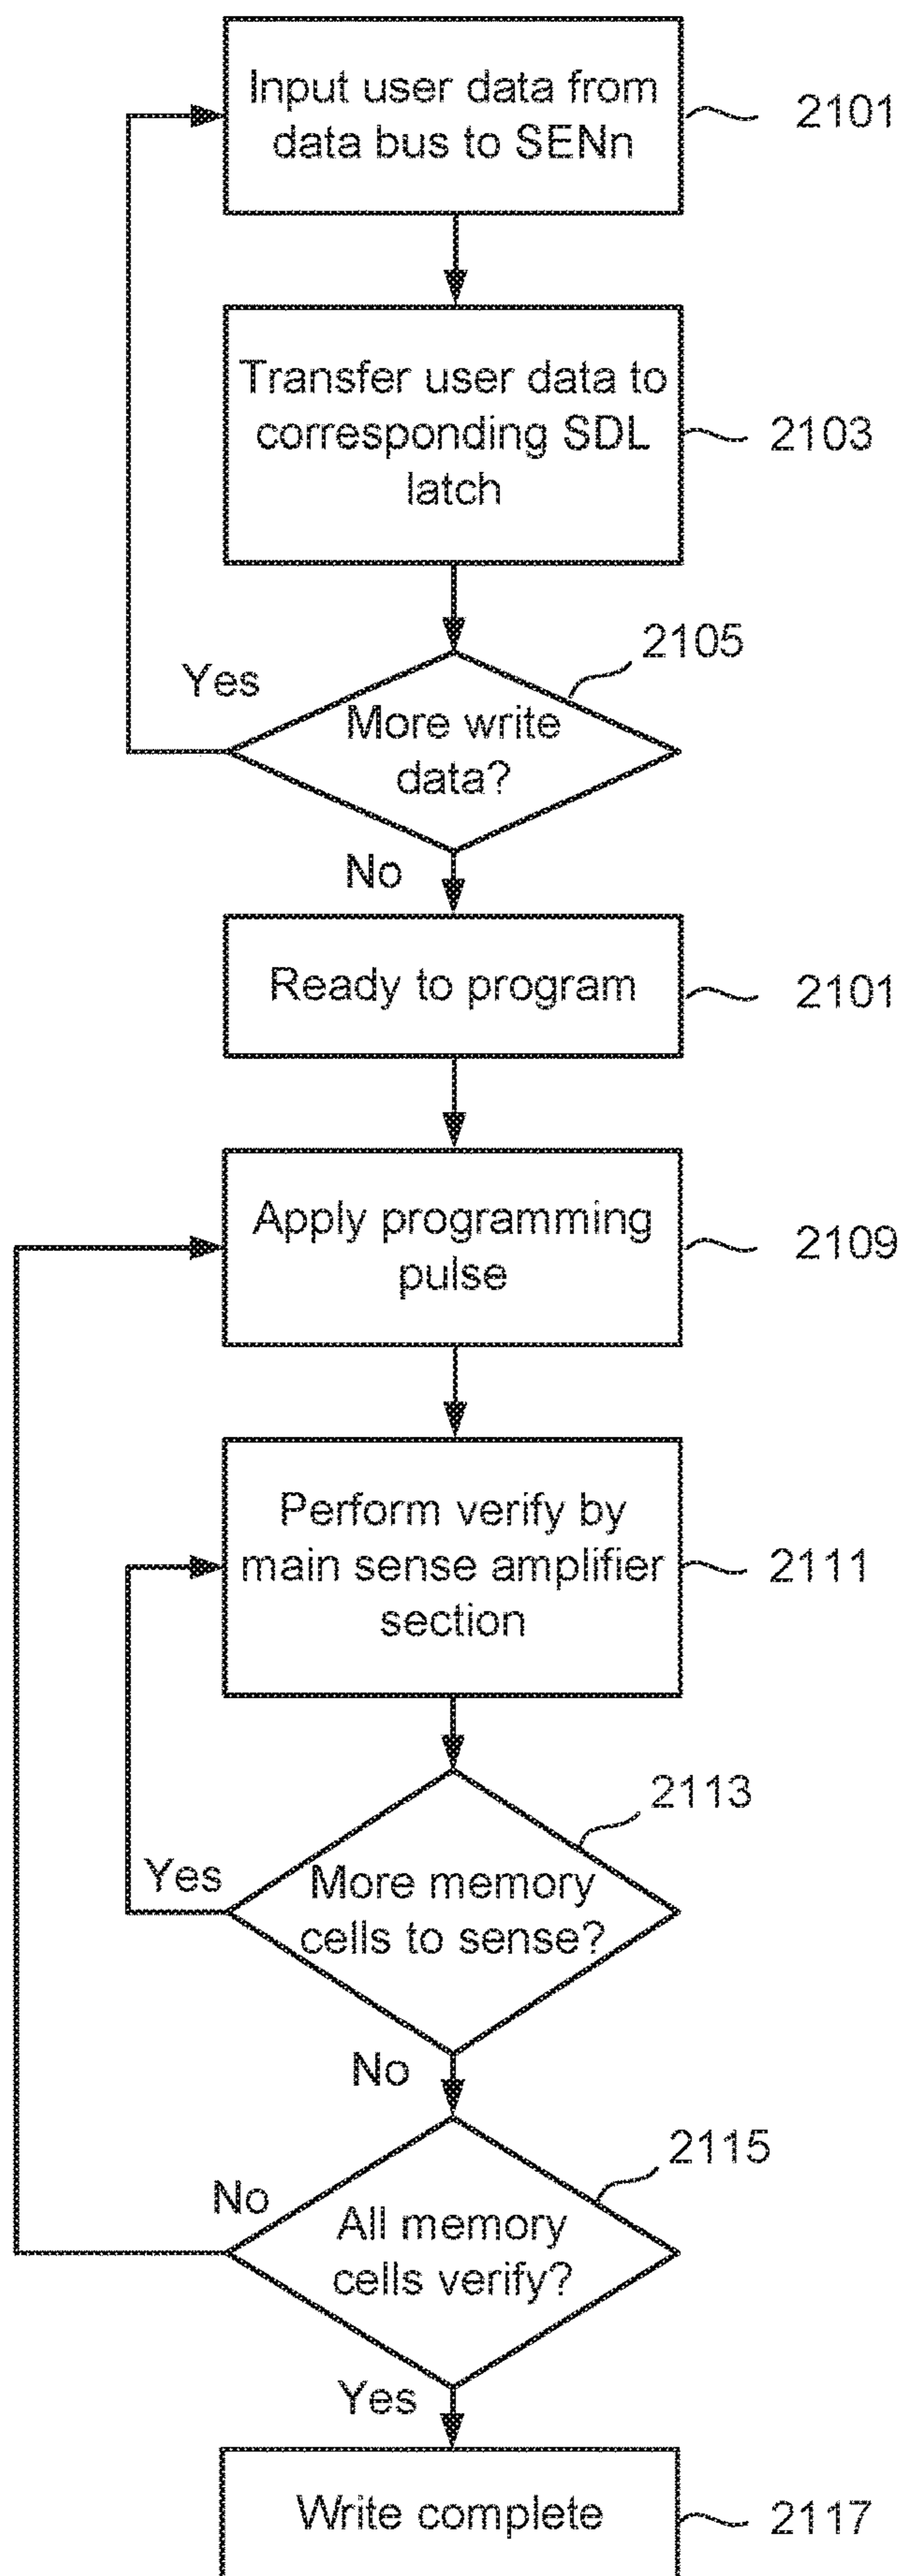 Input user data from
data bus to SENn
2101
Transfer user data to
corresponding SDL
latch
2103
2105
Yes
More write
data?
No
Ready to program
2101
Apply programming
pulse
2109
Perform verify by
main sense amplifier
section
2111
2113
Yes
More memory
cells to sense?
No
2115
No
All memory
cells verify?
Yes
Write complete
2117